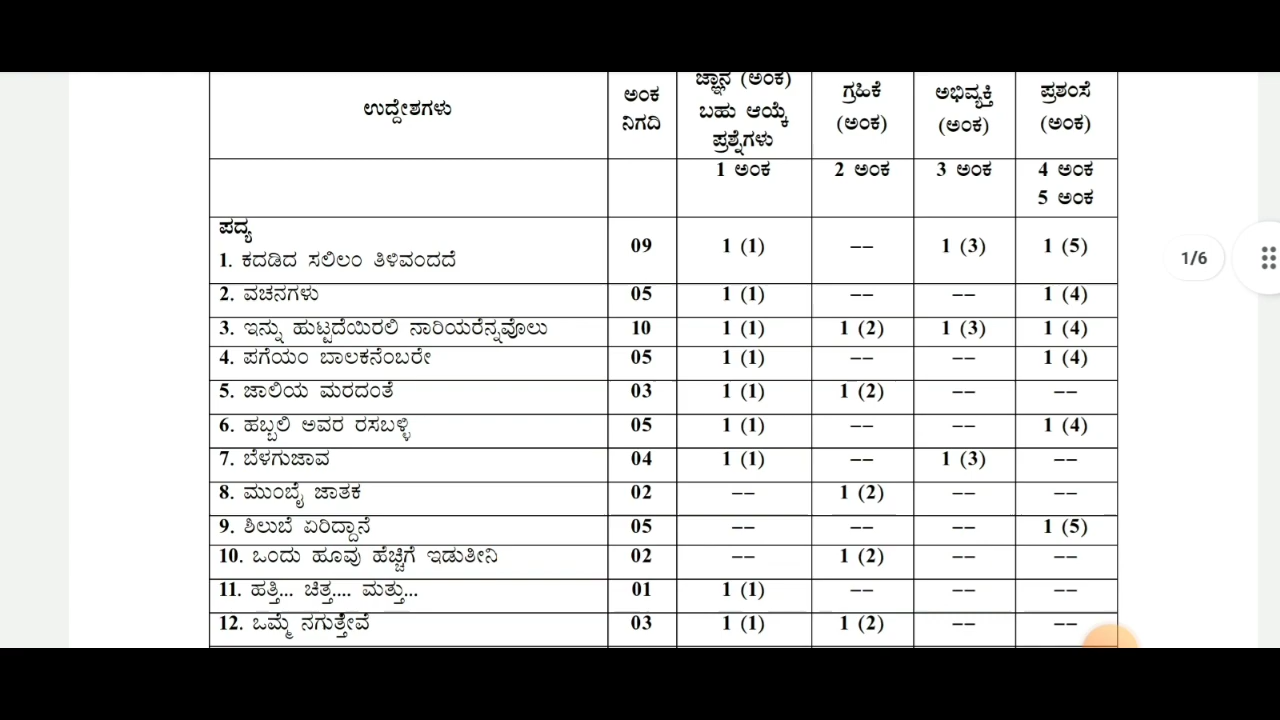 ಉದ್ದೇಶಗಳು ಅಂಕ ನಿಗದಿ ಜ್ಞಾನ (ಅಂಕ) ಬಹು ಆಯ್ಕೆ ಪ್ರಶ್ನೆಗಳು ಗ್ರಹಿಕೆ (ಅಂಕ) ಅಭಿವ್ಯಕ್ತಿ (ಅಂಕ) ಪ್ರಶಂಸೆ (ಅಂಕ)
1 ಅಂಕ 2 ಅಂಕ 3 ಅಂಕ 4 ಅಂಕ 5 ಅಂಕ
ಪದ್ಯ
1. ಕದಡಿದ ಸಲಿಲಂ ತಿಳಿವಂದದೆ 09 1 (1) -- 1 (3) 1 (5)
2. ವಚನಗಳು 05 1 (1) -- -- 1 (4)
3. ಇನ್ನು ಹುಟ್ಟದೆಯಿರಲಿ ನಾರಿಯರೆನ್ನವೊಲು 10 1 (1) 1 (2) 1 (3) 1 (4)
4. ಪಗೆಯಂ ಬಾಲಕನೆಂಬರೇ 05 1 (1) -- -- 1 (4)
5. ಜಾಲಿಯ ಮರದಂತೆ 03 1 (1) 1 (2) -- --
6. ಹಬ್ಬಲಿ ಅವರ ರಸಬಳ್ಳಿ 05 1 (1) -- -- 1 (4)
7. ಬೆಳಗುಜಾವ 04 1 (1) -- 1 (3) --
8. ಮುಂಬೈ ಜಾತಕ 02 -- 1 (2) -- --
9. ಶಿಲುಬೆ ಏರಿದ್ದಾನೆ 05 -- -- -- 1 (5)
10. ಒಂದು ಹೂವು ಹೆಚ್ಚಿಗೆ ಇಡುತೀನಿ 02 -- 1 (2) -- --
11. ಹತ್ತಿ... ಚಿತ್ತ.... ಮತ್ತು... 01 1 (1) -- -- --
12. ಒಮ್ಮೆ ನಗುತ್ತೇವೆ 03 1 (1) 1 (2) -- --
1/6